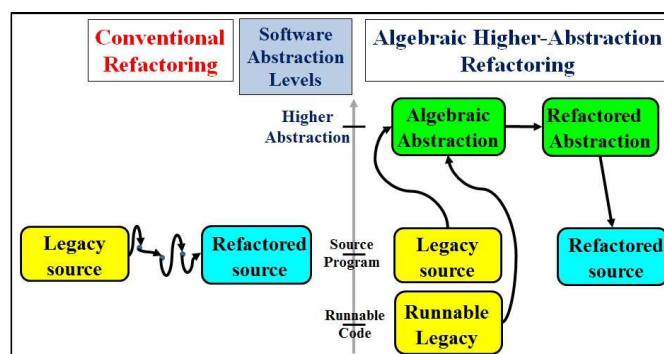 Conventional
Refactoring
Software
Abstraction
Levels
Algebraic Higher-Abstraction
Refactoring
Higher
Abstraction
Algebraic
Abstraction
Refactored
Abstraction
Legacy
source
Refactored
source
Source
Program
Legacy
source
Refactored
source
Runnable
Code
Runnable
Legacy